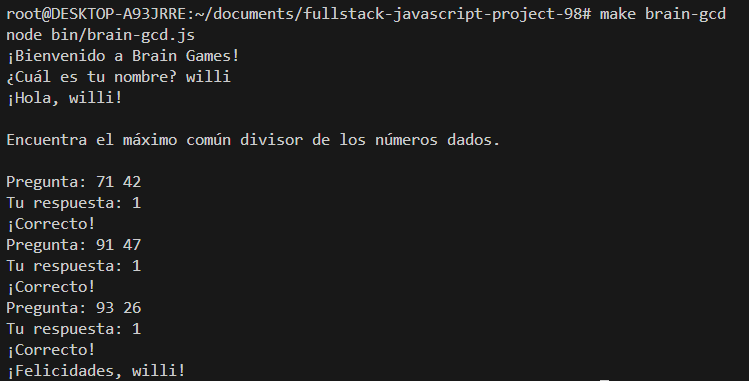 root@DESKTOP-A93JRRE:~/documents/fullstack-javascript-project-98# make brain-gcd
node bin/brain-gcd.js
¡Bienvenido a Brain Games!
¿Cuál es tu nombre? willi
¡Hola, willi!
Encuentra el máximo común divisor de los números dados.
Pregunta: 71 42
Tu respuesta: 1
¡Correcto!
Pregunta: 91 47
Tu respuesta: 1
¡Correcto!
Pregunta: 93 26
Tu respuesta: 1
¡Correcto!
¡Felicidades, willi!